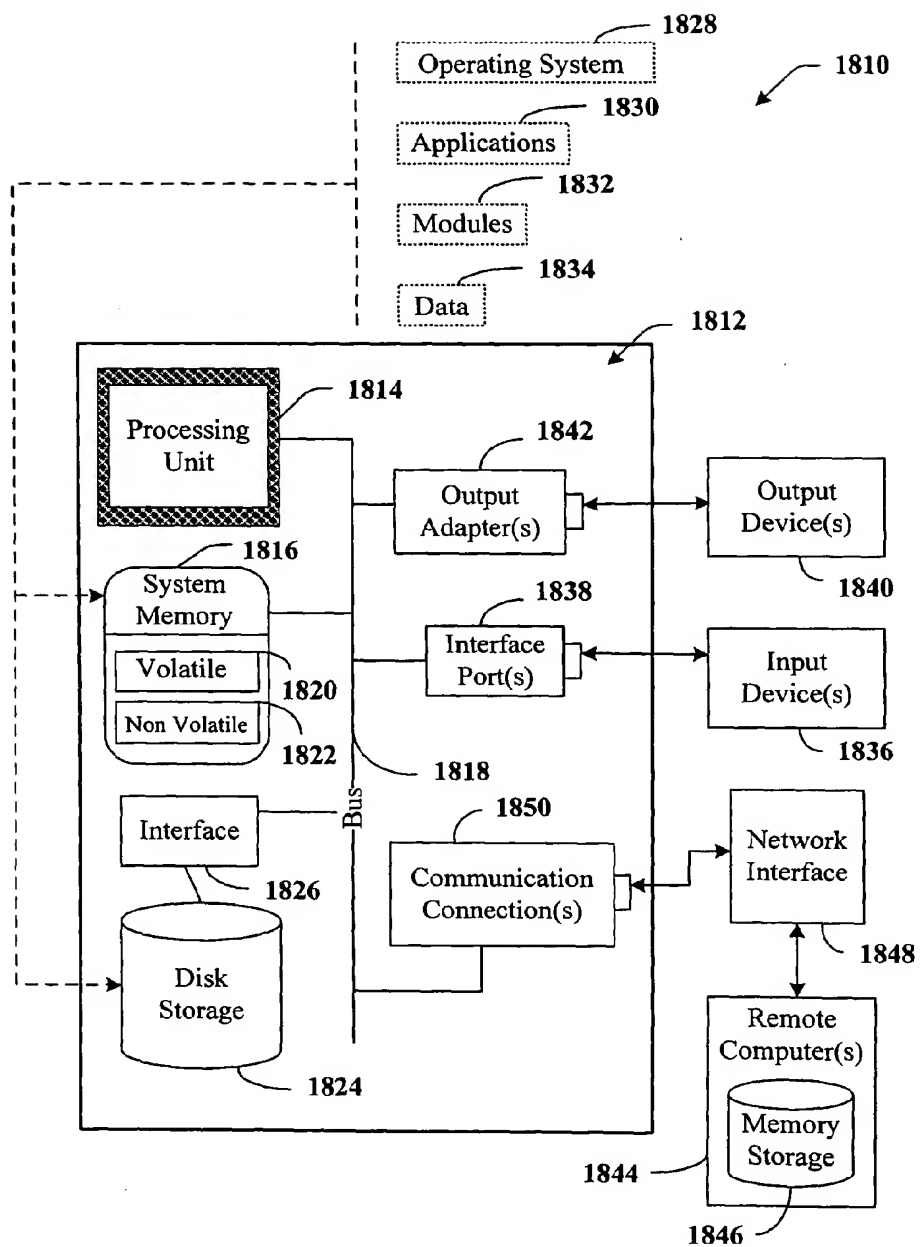 1828
Operating System
1810
1830
Applications
1832
Modules
1834
Data
1812
1814
Processing
Unit
1842
Output
Adapter(s)
Output
Device(s)
1840
1816
System
Memory
Volatile
1820
Non Volatile
1822
1838
Interface
Port(s)
Input
Device(s)
1836
1818
Bus
Interface
1826
1850
Communication
Connection(s)
Network
Interface
1848
Disk
Storage
1824
Remote
Computer(s)
Memory
Storage
1844
1846